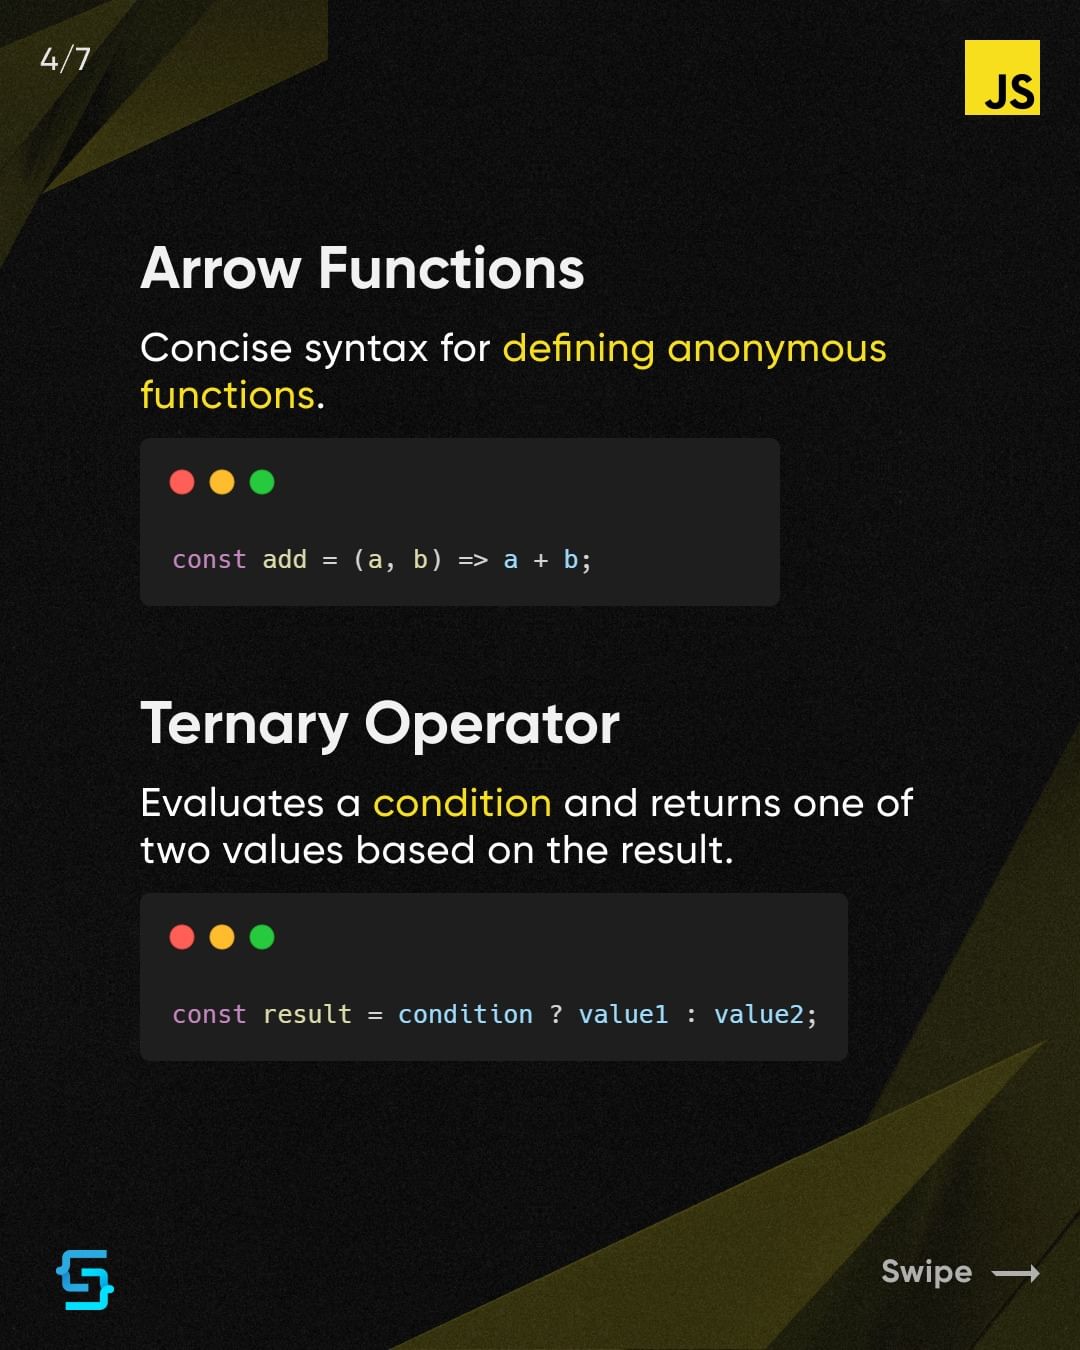 4/7
JS
Arrow Functions
Concise syntax for defining anonymous
functions.
const add = (a, b) => a + b;
Ternary Operator
Evaluates a condition and returns one of
two values based on the result.
const result = condition ? value1 : value2;
Swipe